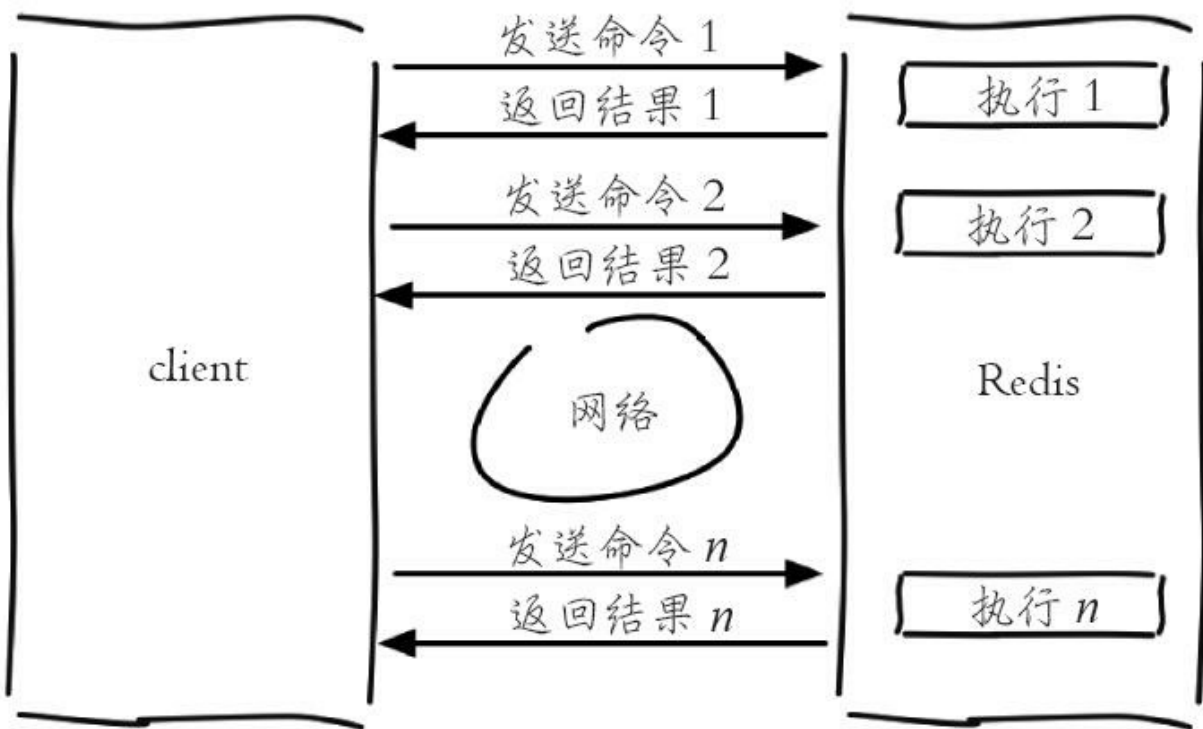 发送命令 1
执行 1
返回结果 1
发送命令 2
执行 2
返回结果 2
client
网络
Redis
发送命令 n
执行 n
返回结果 n